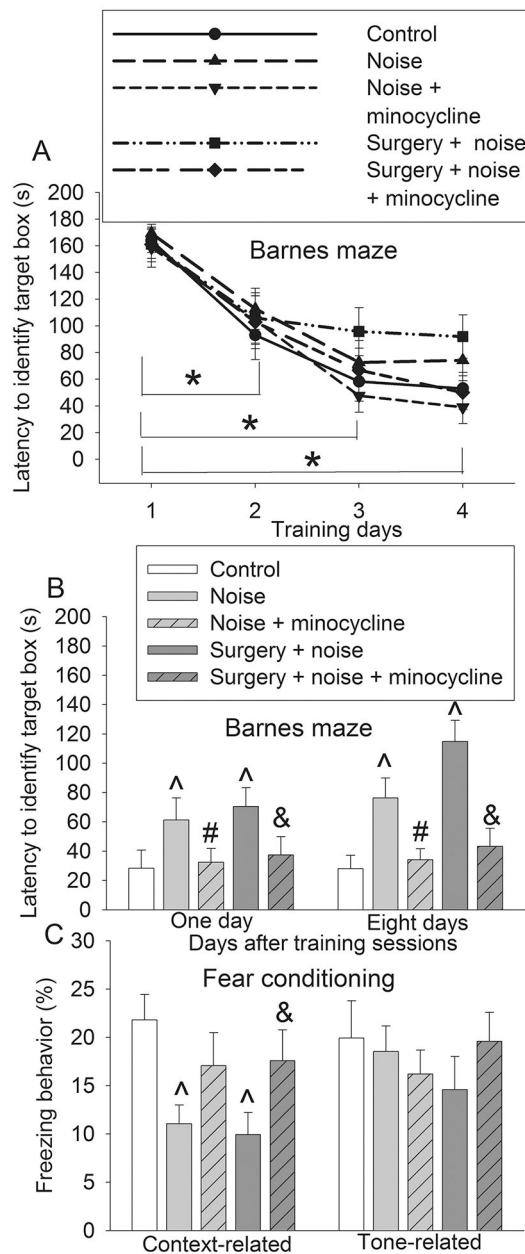 Control
Noise
Noise +
minocycline
Surgery + noise
Surgery + noise
+ minocycline
A
Latency to identify target box (s)
200
180
160
140
120
100
80
60
40
20
0
Barnes maze
*
*
*
1 2 3 4
Training days
B
Control
Noise
Noise + minocycline
Surgery + noise
Surgery + noise + minocycline
Latency to identify target box (s)
200
180
160
140
120
100
80
60
40
20
0
Barnes maze
^ # ^ & ^ # ^ &
One day Eight days
Days after training sessions
C
Fear conditioning
Freezing behavior (%)
30
25
20
15
10
5
0
^ ^ &
Context-related Tone-related